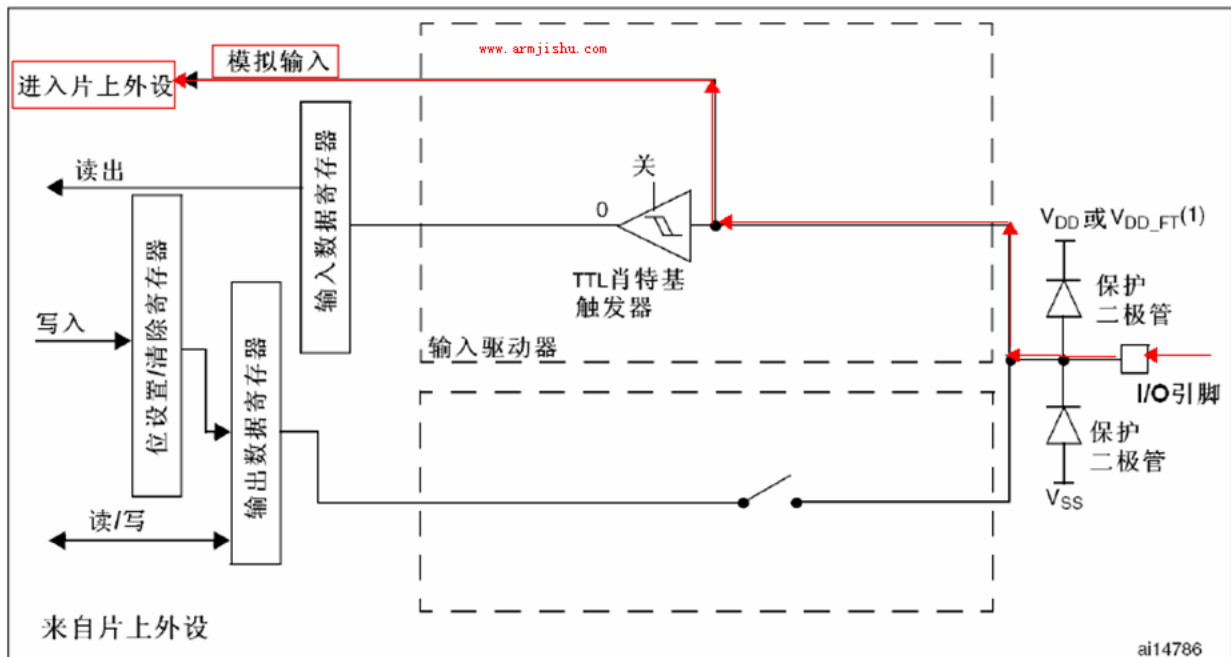 www.armjishu.com
模拟输入
进入片上外设
读出
输入数据寄存器
关
0
TTL肖特基
触发器
输入驱动器
VDD或VDD_FT(1)
保护
二极管
I/O引脚
保护
二极管
VSS
写入
位设置/清除寄存器
输出数据寄存器
读/写
来自片上外设
ai14786